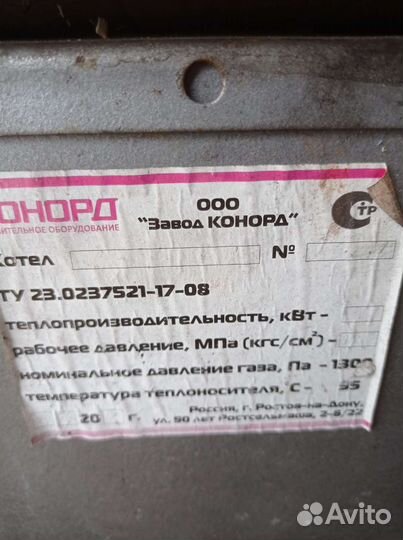 ОНОРД
ИТЕЛЬНОЕ ОБОРУДОВАНИЕ
ООО
"Завод КОНОРД"
СТР
Котел №
ТУ 23.0237521-17-08
теплопроизводительность, кВт -
рабочее давление, МПа (кгс/см²) -
номинальное давление газа, Па - 1300
температура теплоносителя, С - 95
Россия, г. Ростов-на-Дону,
20 Г. ул. 50 лет Ростсельмаша, 2-6/22
Avito